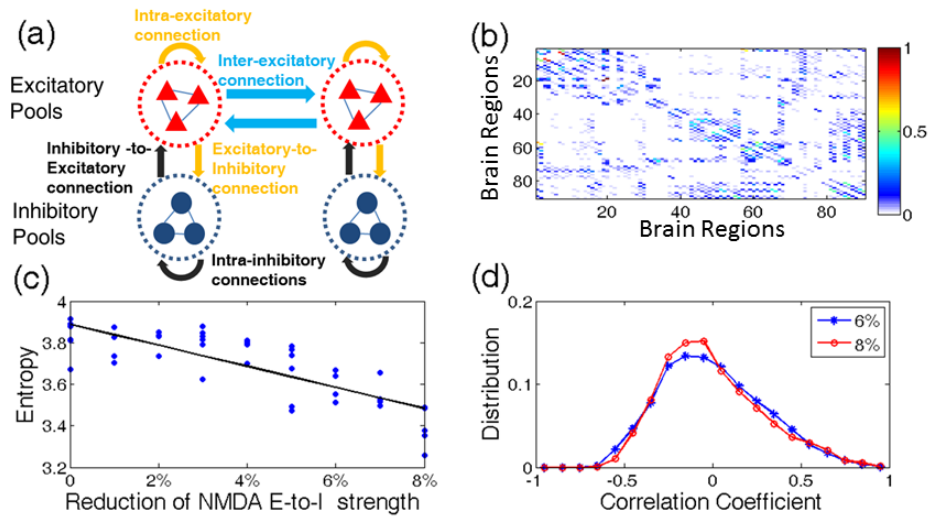 (a)
Intra-excitatory
connection
Excitatory
Pools
Inter-excitatory
connection
Inhibitory -to-
Excitatory
connection
Excitatory-to-
Inhibitory
connection
Inhibitory
Pools
Intra-inhibitory
connections
(b)
Brain Regions
20
40
60
80
20
40
60
80
Brain Regions
1
0.5
0
(c)
Entropy
4
3.8
3.6
3.4
3.2
0
2%
4%
6%
8%
Reduction of NMDA E-to-I strength
(d)
Distribution
0.2
0.1
0
-1
-0.5
0
0.5
1
Correlation Coefficient
6%
8%